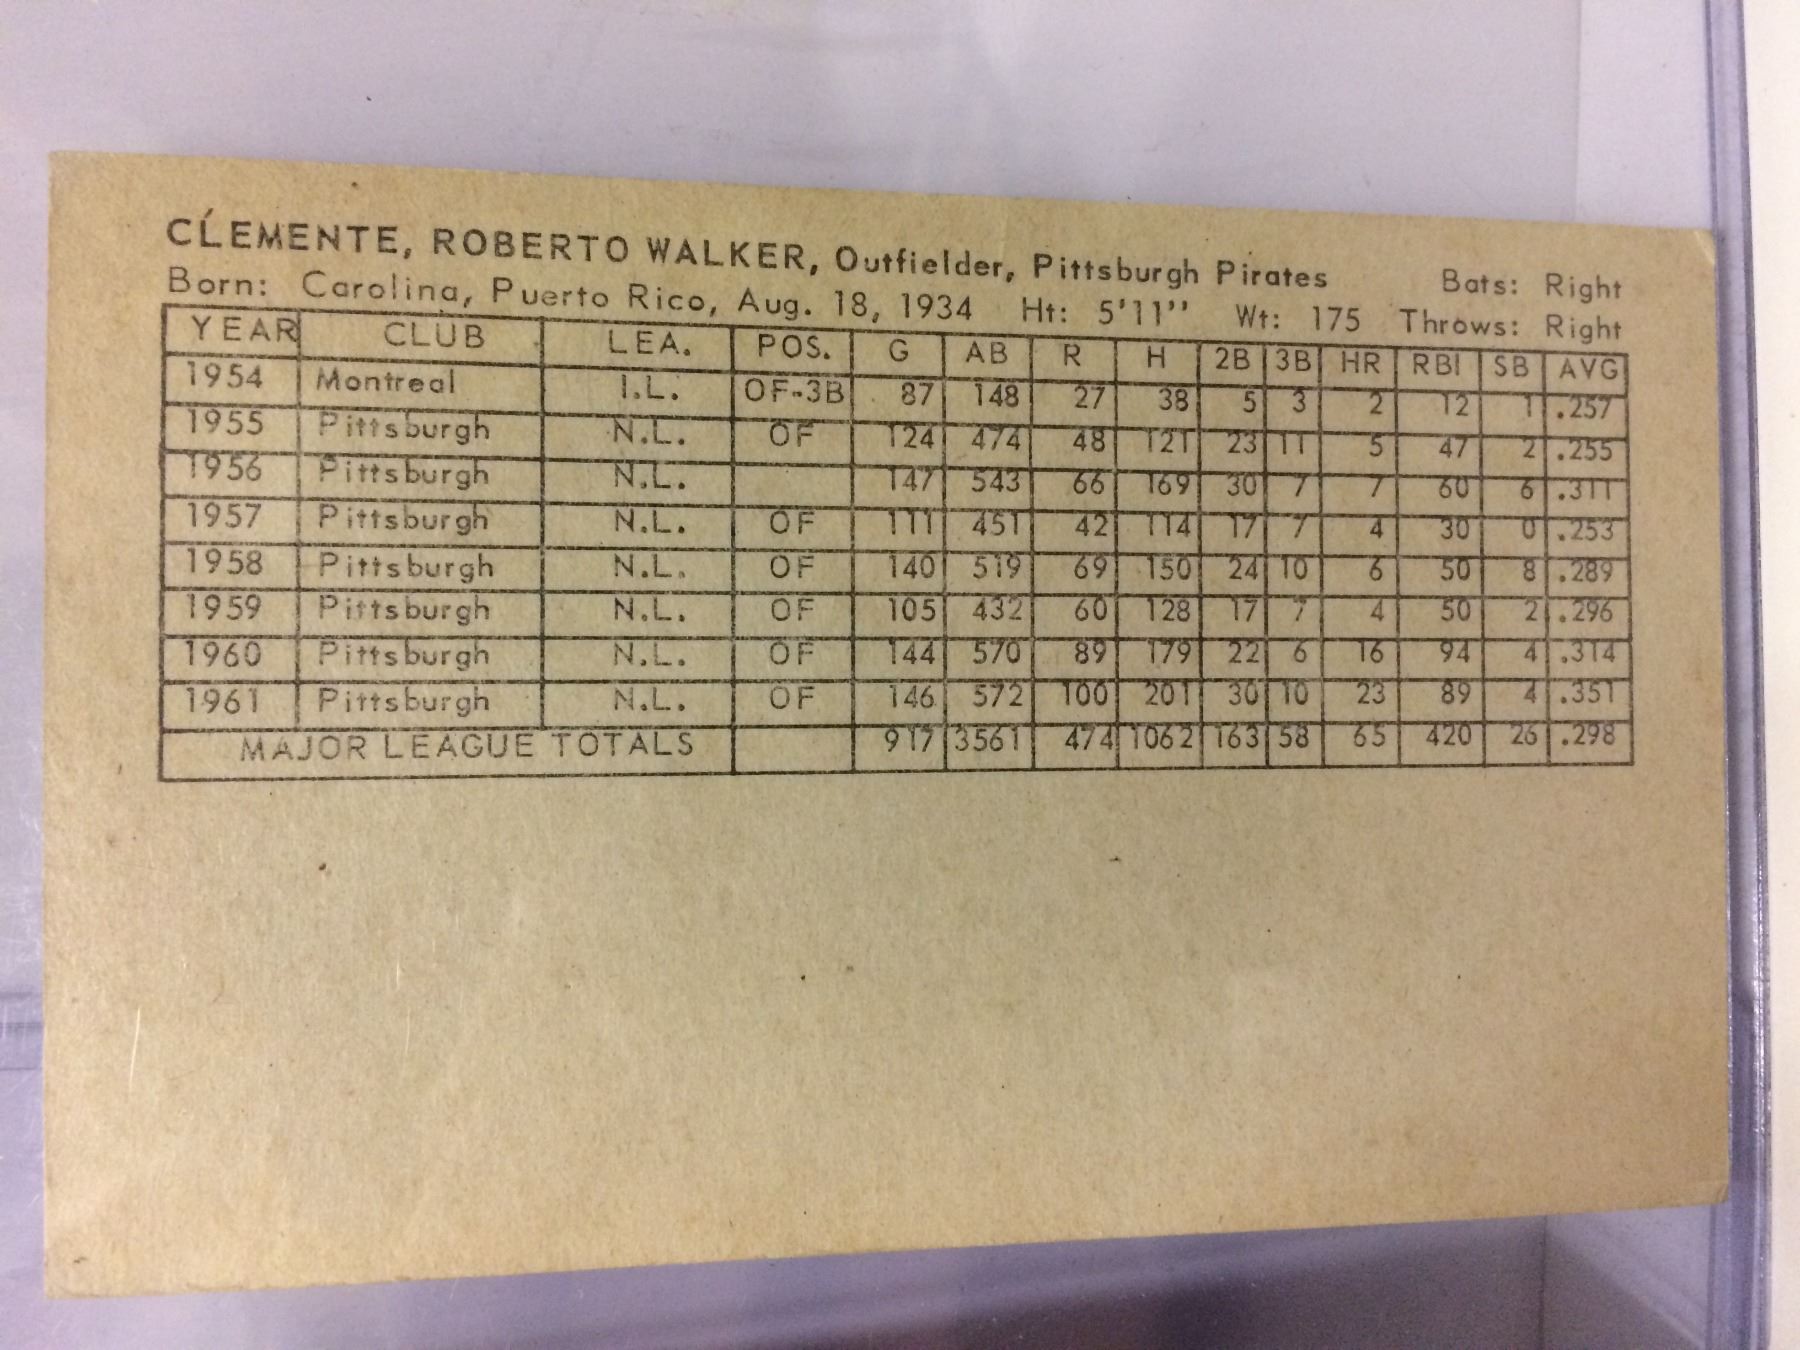 CLEMENTE, ROBERTO WALKER, Outfielder, Pittsburgh Pirates Bats: Right
Born: Carolina, Puerto Rico, Aug. 18, 1934 Ht: 5'11" Wt: 175 Throws: Right
YEAR CLUB LEA. POS. G AB R H 2B 3B HR RBI SB AVG
1954 Montreal I.L. OF-3B 87 148 27 38 5 3 2 12 1 .257
1955 Pittsburgh N.L. OF 124 474 48 121 23 11 5 47 2 .255
1956 Pittsburgh N.L. 147 543 66 169 30 7 7 60 6 .311
1957 Pittsburgh N.L. OF 111 451 42 114 17 7 4 30 0 .253
1958 Pittsburgh N.L. OF 140 519 69 150 24 10 6 50 8 .289
1959 Pittsburgh N.L. OF 105 432 60 128 17 7 4 50 2 .296
1960 Pittsburgh N.L. OF 144 570 89 179 22 6 16 94 4 .314
1961 Pittsburgh N.L. OF 146 572 100 201 30 10 23 89 4 .351
MAJOR LEAGUE TOTALS 917 3561 474 1062 163 58 65 420 26 .298